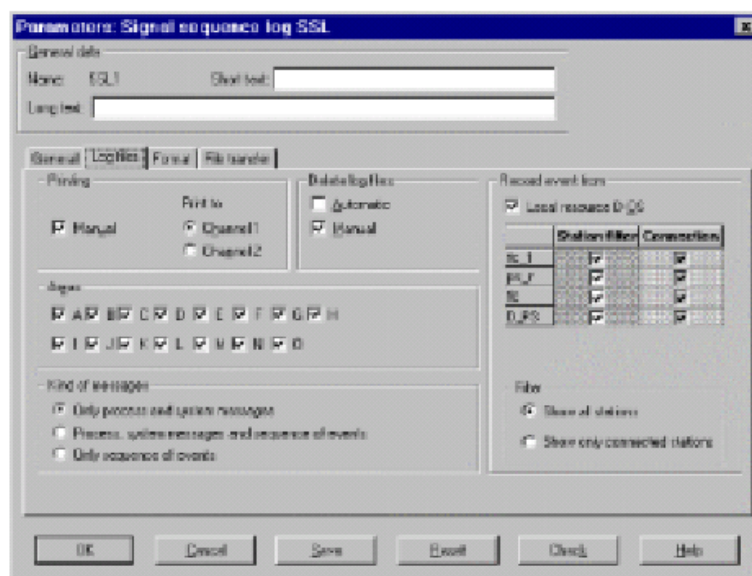 Parameters: Signal sequence log SSL
General data
Name: SSL1 Short text:
Long text:
General Log files Format File transfer
Printing
Print to
Manual
Channel 1
Channel 2
Delete log files
Automatic
Manual
Record event from
Local resource D-OS
Station filter Connection
D_PS
Areas
A B C D E F G H
I J K L M N O
Kind of messages
Only process and system messages
Process, system messages and sequence of events
Only sequence of events
Filter
Show all stations
Show only connected stations
OK Cancel Save Reset Check Help